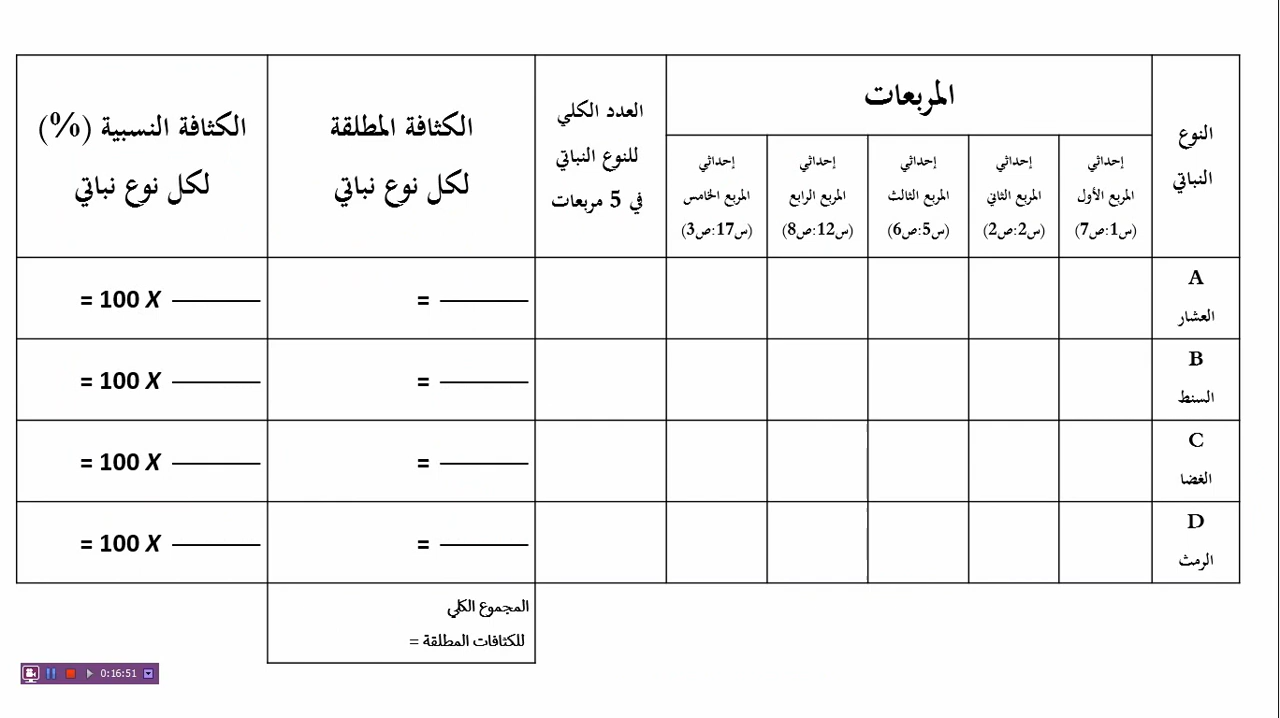 النوع
النباتي
المربعات
العدد الكلي
للنوع النباتي
في 5 مربعات
الكثافة المطلقة
لكل نوع نباتي
الكثافة النسبية (%)
لكل نوع نباتي
إحداثي
المربع الأول
(س1:ص7)
إحداثي
المربع الثاني
(س2:ص2)
إحداثي
المربع الثالث
(س5:ص6)
إحداثي
المربع الرابع
(س12:ص8)
إحداثي
المربع الخامس
(س17:ص3)
A
العشار
=
= 100 X
B
السنط
=
= 100 X
C
الغضا
=
= 100 X
D
الرمث
=
= 100 X
المجموع الكلي
للكثافات المطلقة =
0:16:51